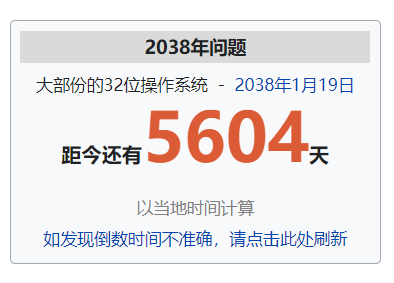 2038年问题
大部份的32位操作系统 - 2038年1月19日
距今还有5604天
以当地时间计算
如发现倒数时间不准确，请点击此处刷新